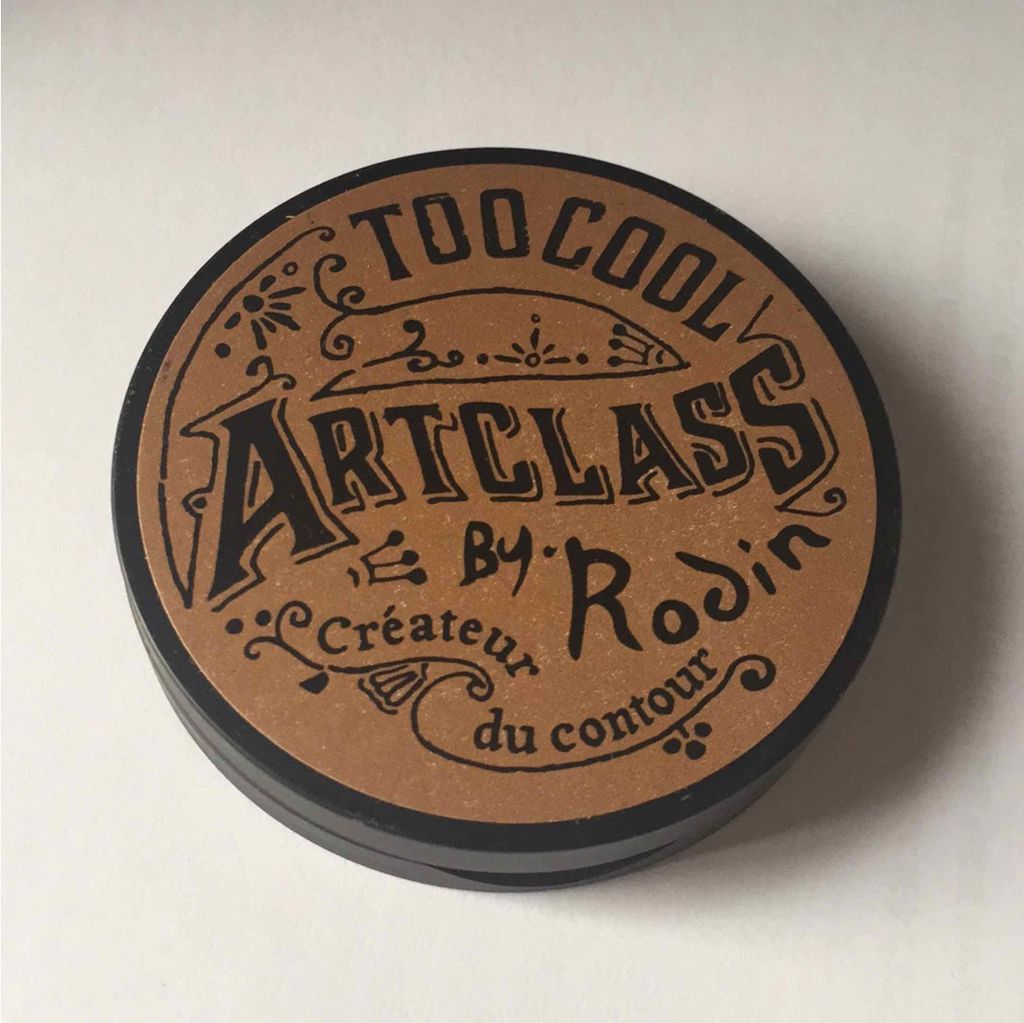 TOO COOL
ARTCLASS
By. Rodin
Créateur
du contour